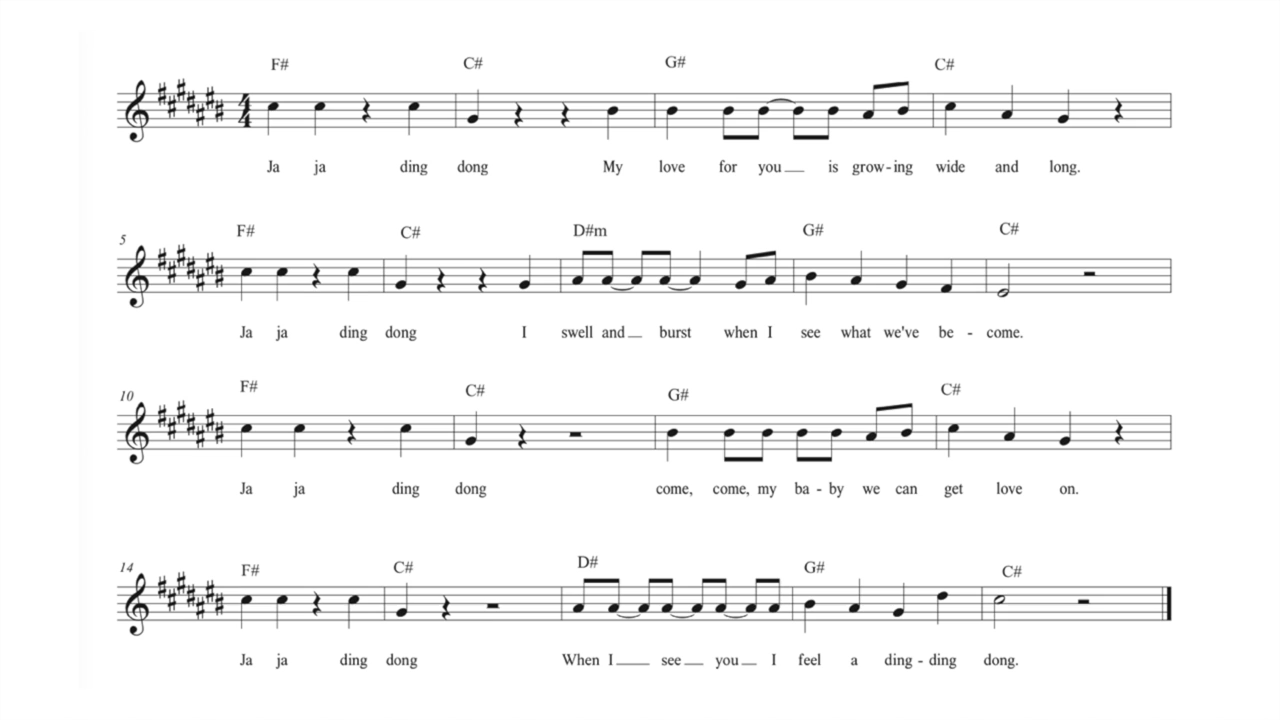 F# C# G# C#
Ja ja ding dong My love for you is grow-ing wide and long.
5 F# C# D#m G# C#
Ja ja ding dong I swell and burst when I see what we've be - come.
10 F# C# G# C#
Ja ja ding dong come, come, my ba - by we can get love on.
14 F# C# D# G# C#
Ja ja ding dong When I see you I feel a ding - ding dong.